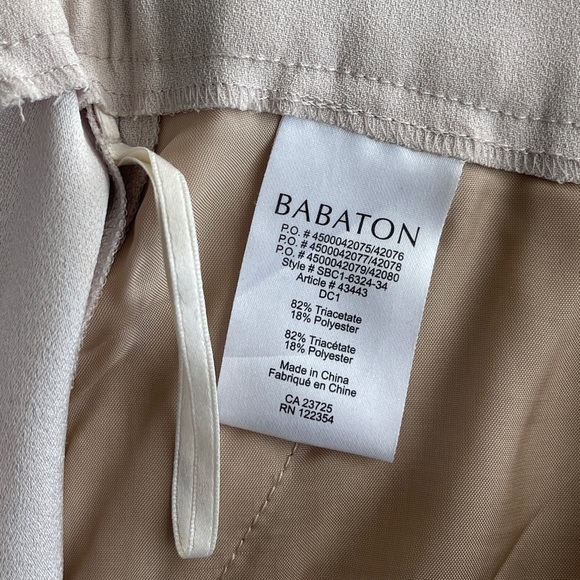 BABATON
P.O. # 4500042075/42076
P.O. # 4500042077/42078
P.O. # 4500042079/42080
Style # SBC1-6324-34
Article # 43443
DC1
82% Triacetate
18% Polyester
82% Triacétate
18% Polyester
Made in China
Fabriqué en Chine
CA 23725
RN 122354